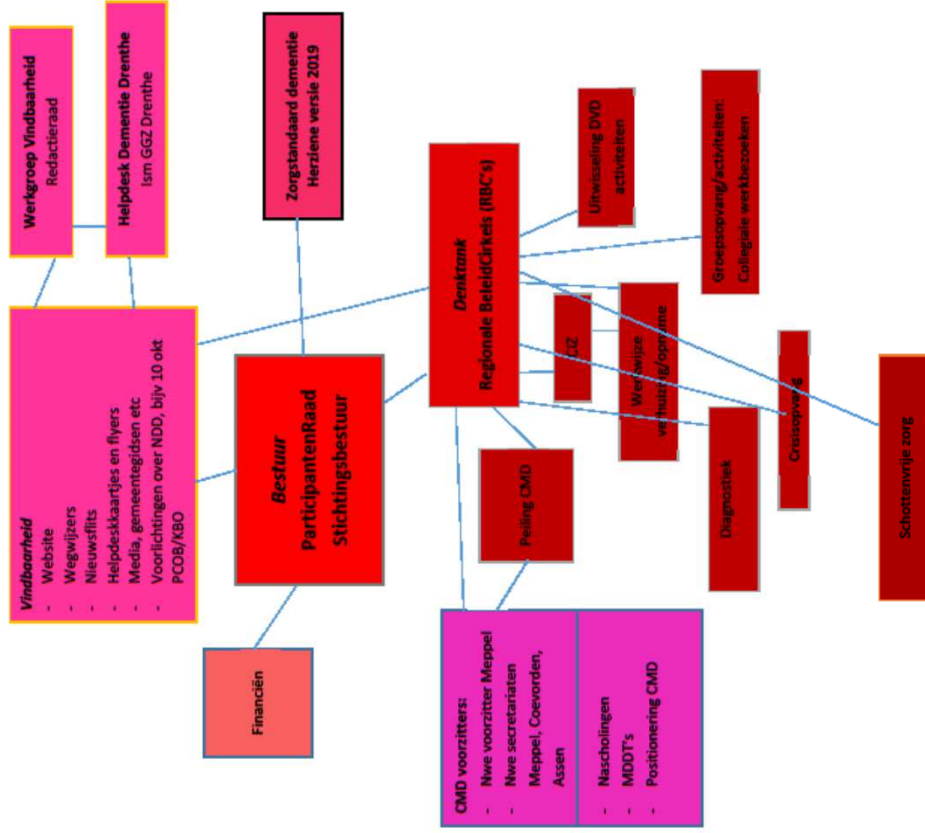 Werkgroep Vindbaarheid
Redactieraad
Helpdesk Dementie Drenthe
Ism GGZ Drenthe
Vindbaarheid
- Website
- Wegwijzers
- Nieuwsflits
- Helpdeskkaartjes en flyers
- Media, gemeentegidsen etc
- Voorlichtingen over NDD, bijv 10 okt
PCOB/KBO
Zorgstandaard dementie
Herziene versie 2019
Bestuur
ParticipantenRaad
Stichtingsbestuur
Financiën
Denktank
Regionale BeleidCirkels (RBC's)
CMD voorzitters:
- Nwe voorzitter Meppel
- Nwe secretariaten
Meppel, Coevorden,
Assen
- Nascholingen
- MDDT's
- Positionering CMD
Peiling CMD
CIZ
Werkwijze
verhuizing/opname
Uitwisseling DVD
activiteiten
Groepsopvang/activiteiten:
Collegiale werkbezoeken
Diagnostiek
Crisisopvang
Schottenvrije zorg